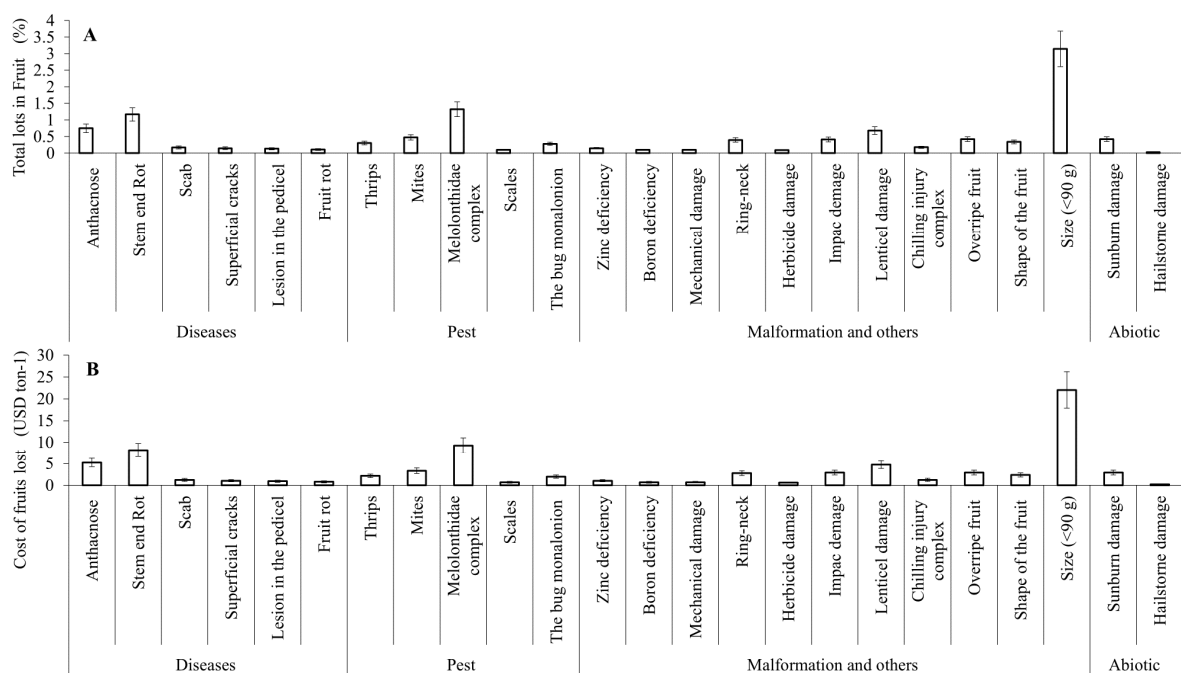 A
Total lots in Fruit (%)
4
3.5
3
2.5
2
1.5
1
0.5
0
Anthacnose
Stem end Rot
Scab
Superficial cracks
Lesion in the pedicel
Fruit rot
Thrips
Mites
Melolonthidae
complex
Scales
The bug monalonion
Zinc deficiency
Boron deficiency
Mechanical damage
Ring-neck
Herbicide damage
Impac demage
Lenticel damage
Chilling injury
complex
Overripe fruit
Shape of the fruit
Size (<90 g)
Sunburn damage
Hailstorne damage
Diseases
Pest
Malformation and others
Abiotic
B
Cost of fruits lost (USD ton-1)
30
25
20
15
10
5
0
Anthacnose
Stem end Rot
Scab
Superficial cracks
Lesion in the pedicel
Fruit rot
Thrips
Mites
Melolonthidae
complex
Scales
The bug monalonion
Zinc deficiency
Boron deficiency
Mechanical damage
Ring-neck
Herbicide damage
Impac demage
Lenticel damage
Chilling injury
complex
Overripe fruit
Shape of the fruit
Size (<90 g)
Sunburn damage
Hailstorne damage
Diseases
Pest
Malformation and others
Abiotic